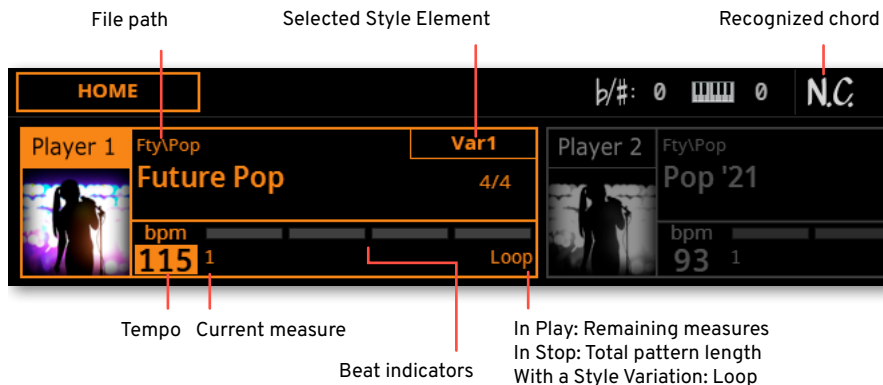 File path
Selected Style Element
Recognized chord
HOME
♭/#: 0
0
N.C.
Player 1
Fty\Pop
Var1
Future Pop
4/4
bpm
115
1
Loop
Player 2
Fty\Pop
Pop '21
bpm
93
1
Tempo
Current measure
Beat indicators
In Play: Remaining measures
In Stop: Total pattern length
With a Style Variation: Loop